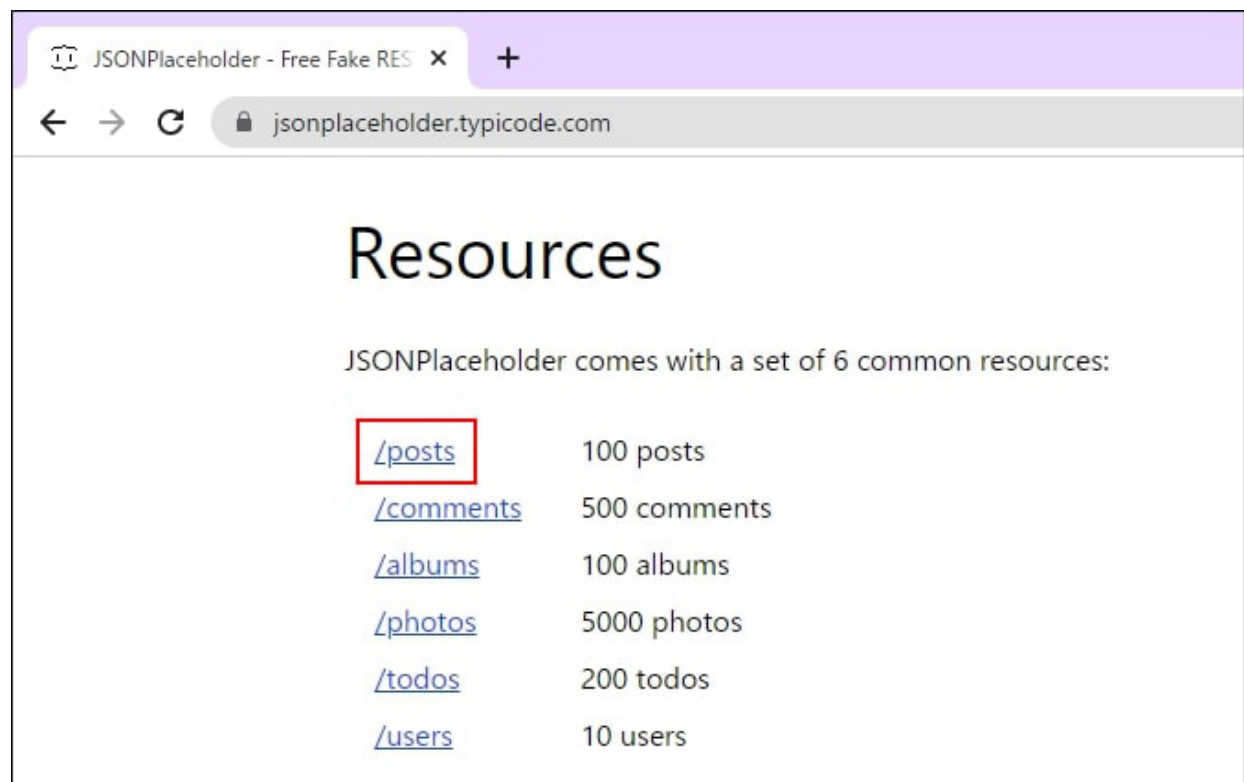 JSONPlaceholder - Free Fake RES
jsonplaceholder.typicode.com
Resources
JSONPlaceholder comes with a set of 6 common resources:
/posts 100 posts
/comments 500 comments
/albums 100 albums
/photos 5000 photos
/todos 200 todos
/users 10 users